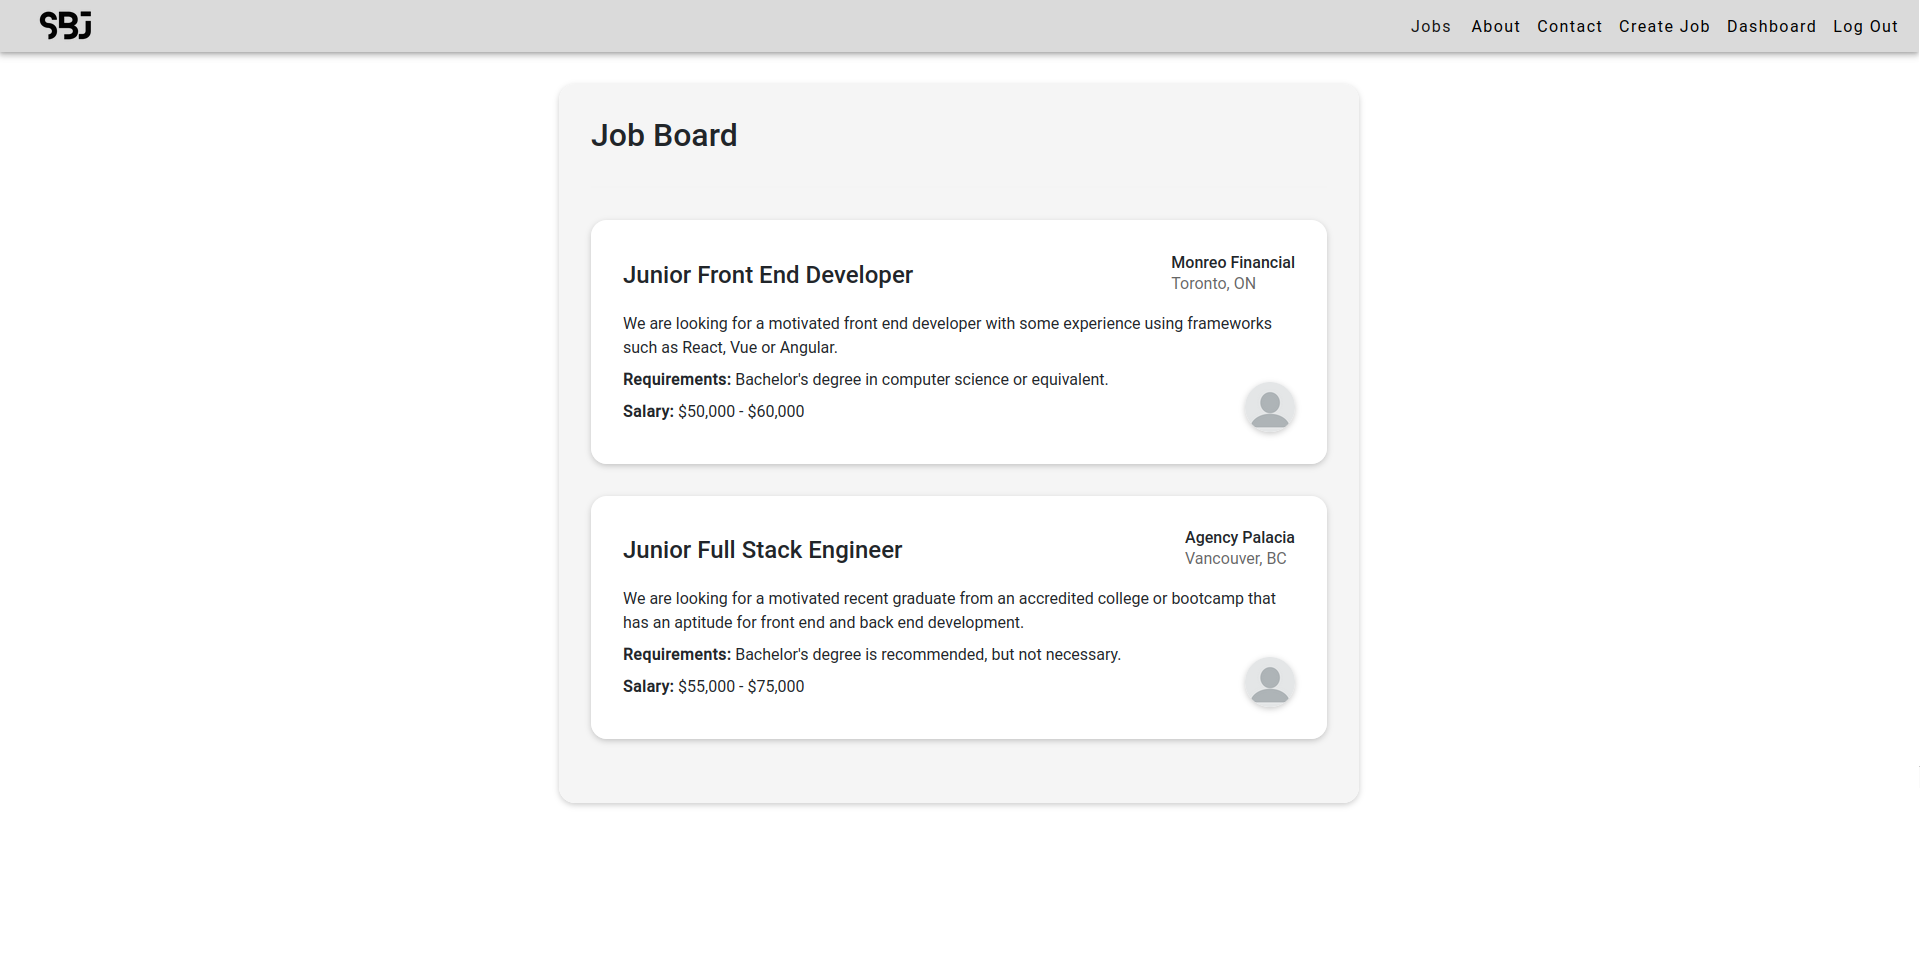 SBJ
Jobs About Contact Create Job Dashboard Log Out
Job Board
Junior Front End Developer
Monreo Financial
Toronto, ON
We are looking for a motivated front end developer with some experience using frameworks
such as React, Vue or Angular.
Requirements: Bachelor's degree in computer science or equivalent.
Salary: $50,000 - $60,000
Junior Full Stack Engineer
Agency Palacia
Vancouver, BC
We are looking for a motivated recent graduate from an accredited college or bootcamp that
has an aptitude for front end and back end development.
Requirements: Bachelor's degree is recommended, but not necessary.
Salary: $55,000 - $75,000